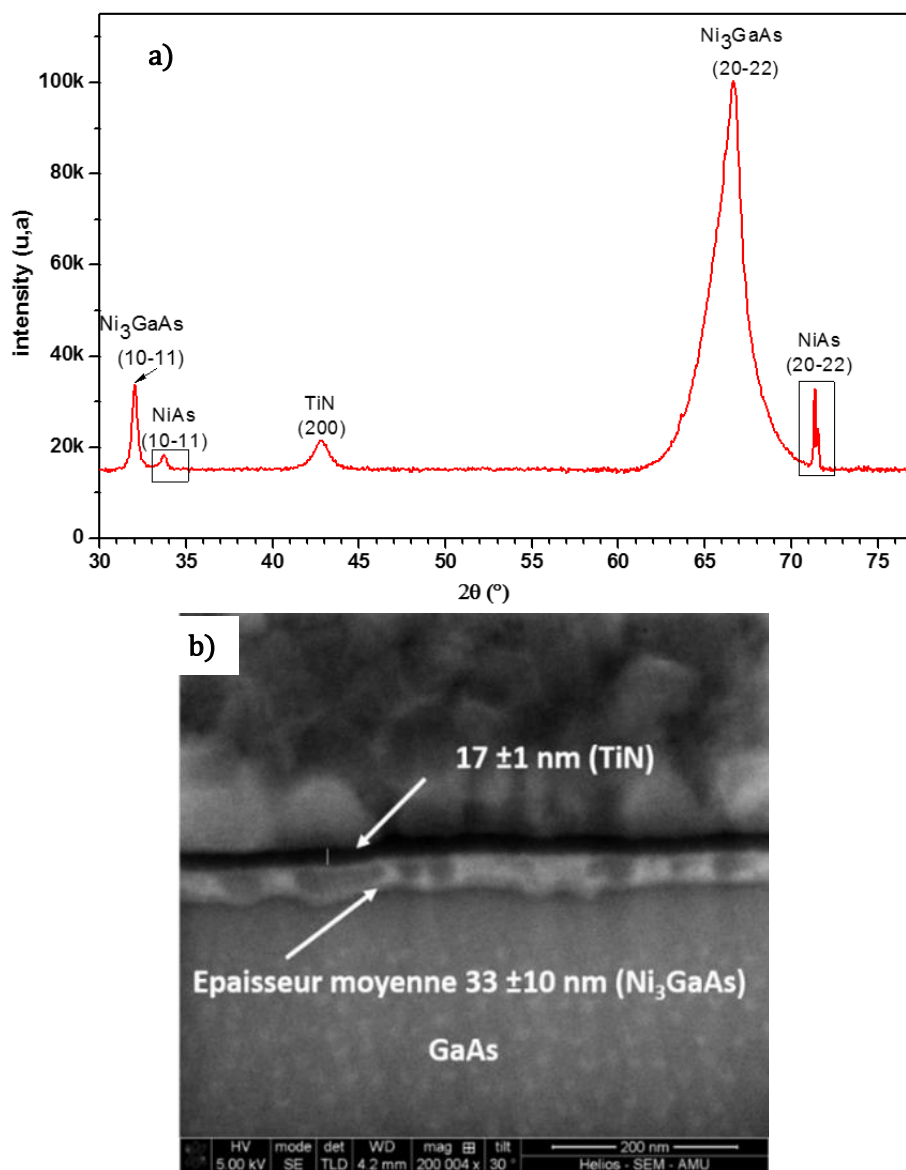 a)
Ni3GaAs
(20-22)
100k
80k
60k
40k
20k
0
intensity (u,a)
Ni3GaAs
(10-11)
NiAs
(10-11)
TiN
(200)
NiAs
(20-22)
30 35 40 45 50 55 60 65 70 75
2θ (º)
b)
17 ±1 nm (TiN)
Epaisseur moyenne 33 ±10 nm (Ni₃GaAs)
GaAs
HV mode det WD mag ⊞ tilt 200 nm
5.00 kV SE TLD 4.2 mm 200 004 x 30 ° Helios - SEM - AMU